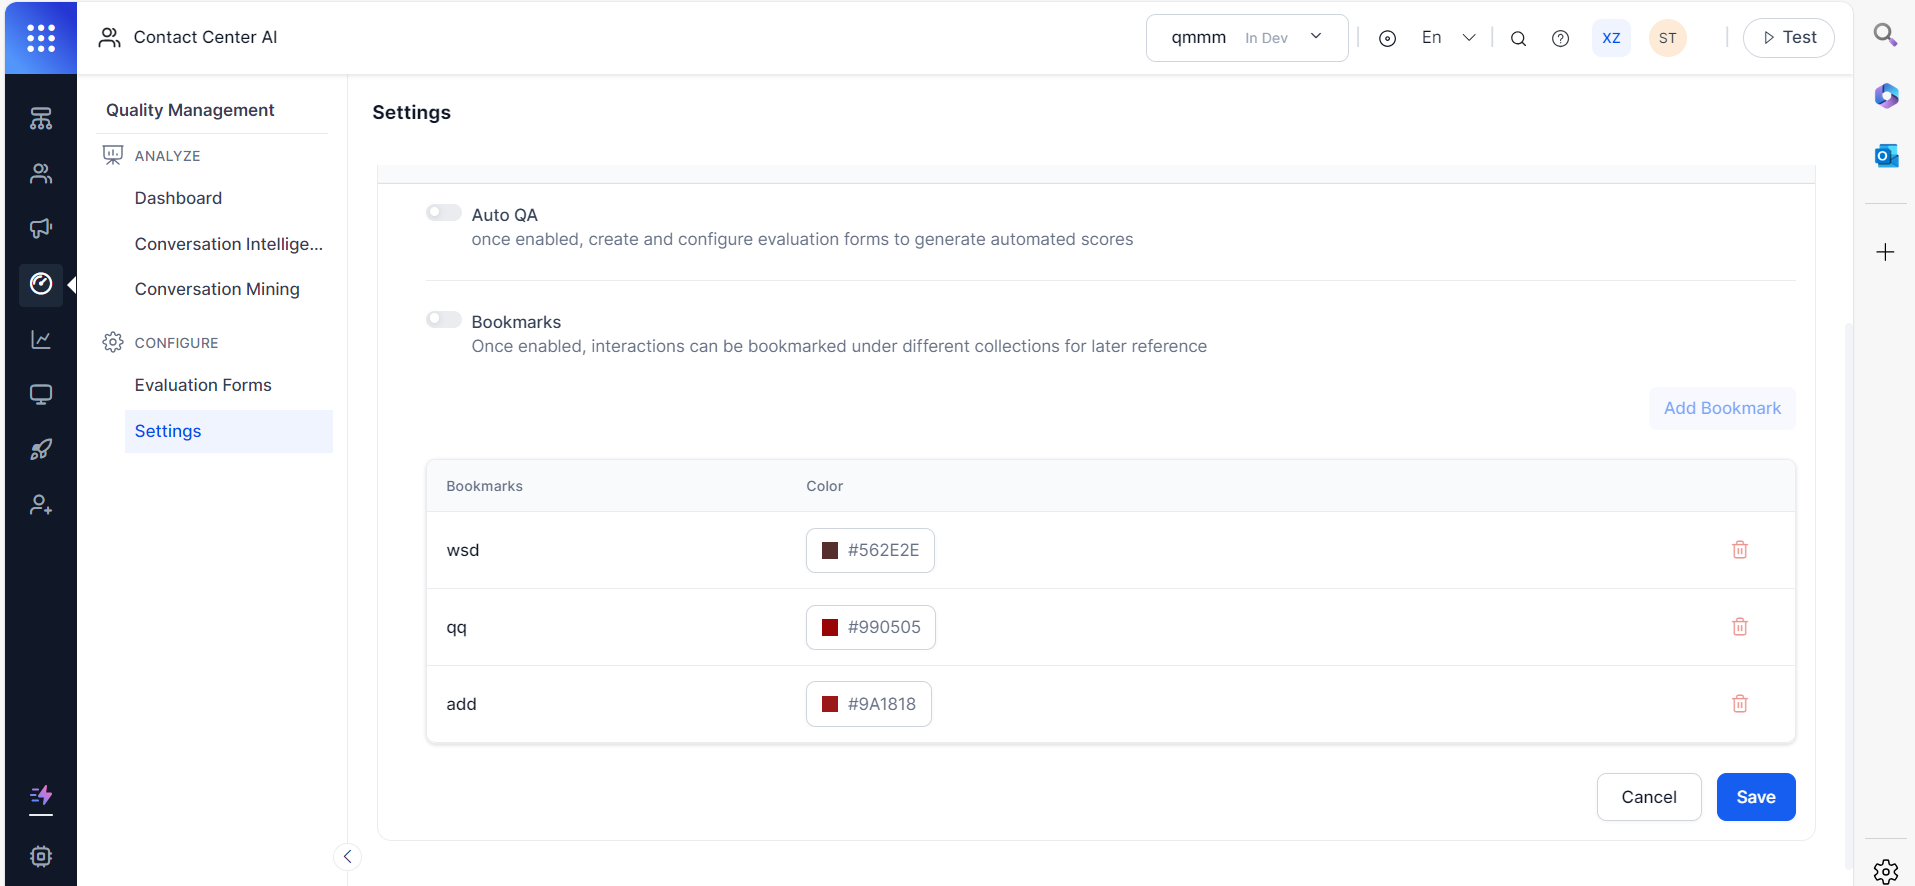 Contact Center AI
qmmm In Dev
En
XZ
ST
Test
Quality Management
ANALYZE
Dashboard
Conversation Intellige...
Conversation Mining
CONFIGURE
Evaluation Forms
Settings
Settings
Auto QA
once enabled, create and configure evaluation forms to generate automated scores
Bookmarks
Once enabled, interactions can be bookmarked under different collections for later reference
Add Bookmark
Bookmarks Color
wsd #562E2E
qq #990505
add #9A1818
Cancel Save